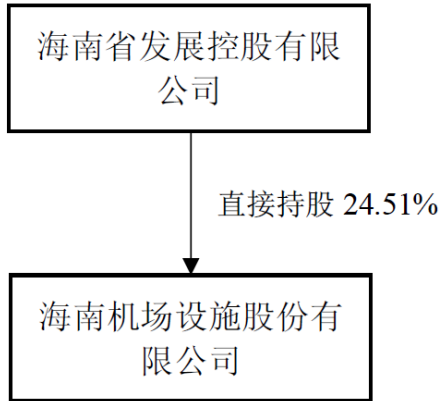 海南省发展控股有限
公司
直接持股 24.51%
海南机场设施股份有
限公司